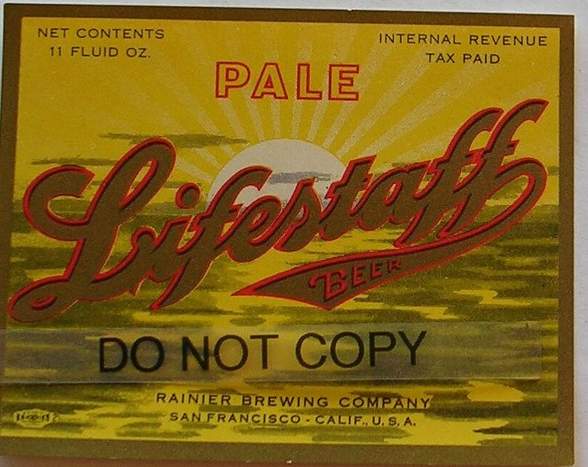 NET CONTENTS
11 FLUID OZ.
INTERNAL REVENUE
TAX PAID
PALE
Lifestaff
BEER
DO NOT COPY
RAINIER BREWING COMPANY
SAN FRANCISCO - CALIF., U.S.A.